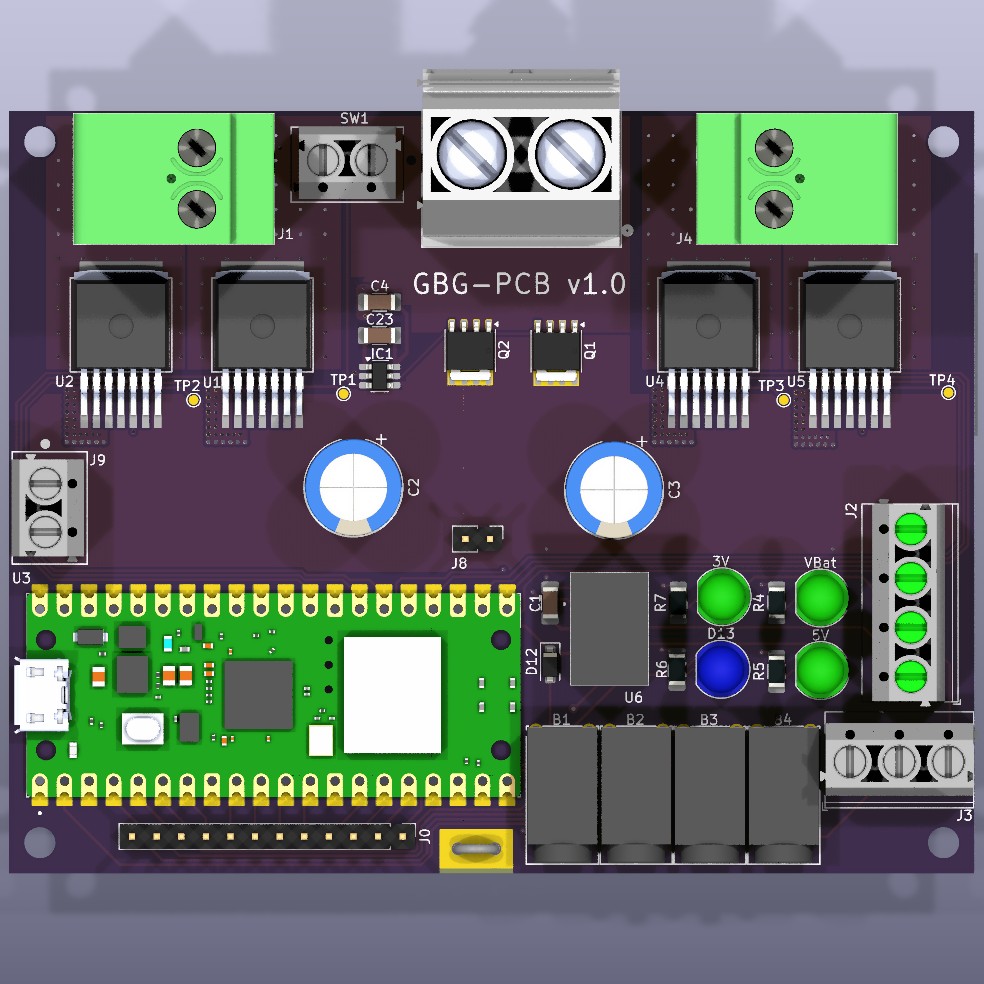 SW1
J1
J4
GBG-PCB v1.0
C4
C23
IC1
Q2
Q1
U2
TP2
U1
TP1
U4
TP3
U5
TP4
J9
+
C2
+
C3
J2
J8
U3
3V
VBat
C1
R7
R4
D13
5V
D12
R6
R5
U6
B1
B2
B3
B4
J3
J0